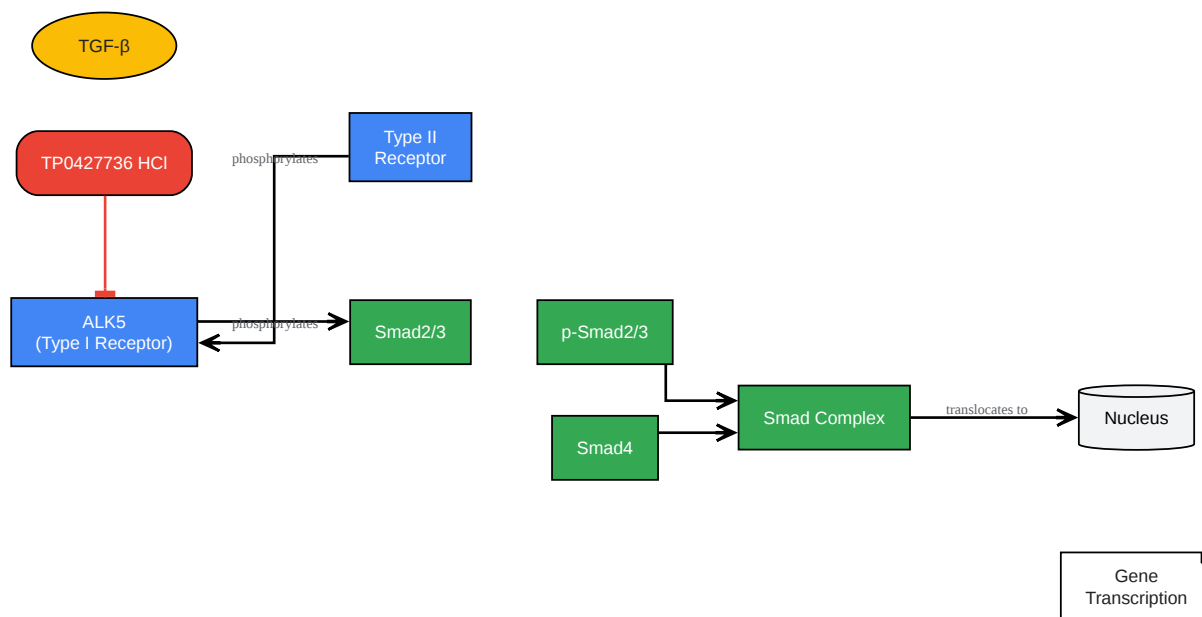 TGF-β
TP0427736 HCl
Type II
Receptor
phosphorylates
ALK5
(Type I Receptor)
phosphorylates
Smad2/3
p-Smad2/3
Smad4
Smad Complex
translocates to
Nucleus
Gene
Transcription